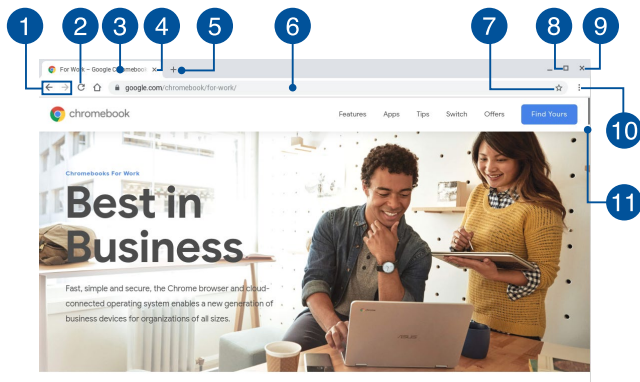 1 2 3 4 5 6 7 8 9
For Work – Google Chromebook
google.com/chromebook/for-work/
10
chromebook Features Apps Tips Switch Offers Find Yours
11
Chromebooks For Work
Best in
Business
Fast, simple and secure, the Chrome browser and cloud-
connected operating system enables a new generation of
business devices for organizations of all sizes.
ASUS